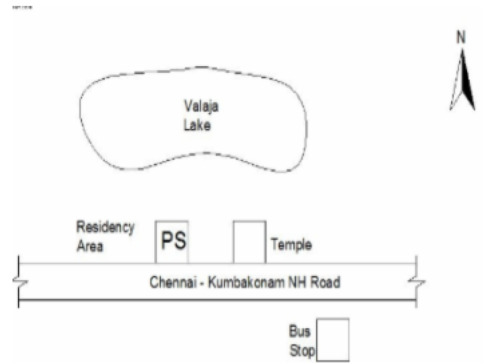 N
Valaja
Lake
Residency
Area
PS
Temple
Chennai - Kumbakonam NH Road
Bus
Stop